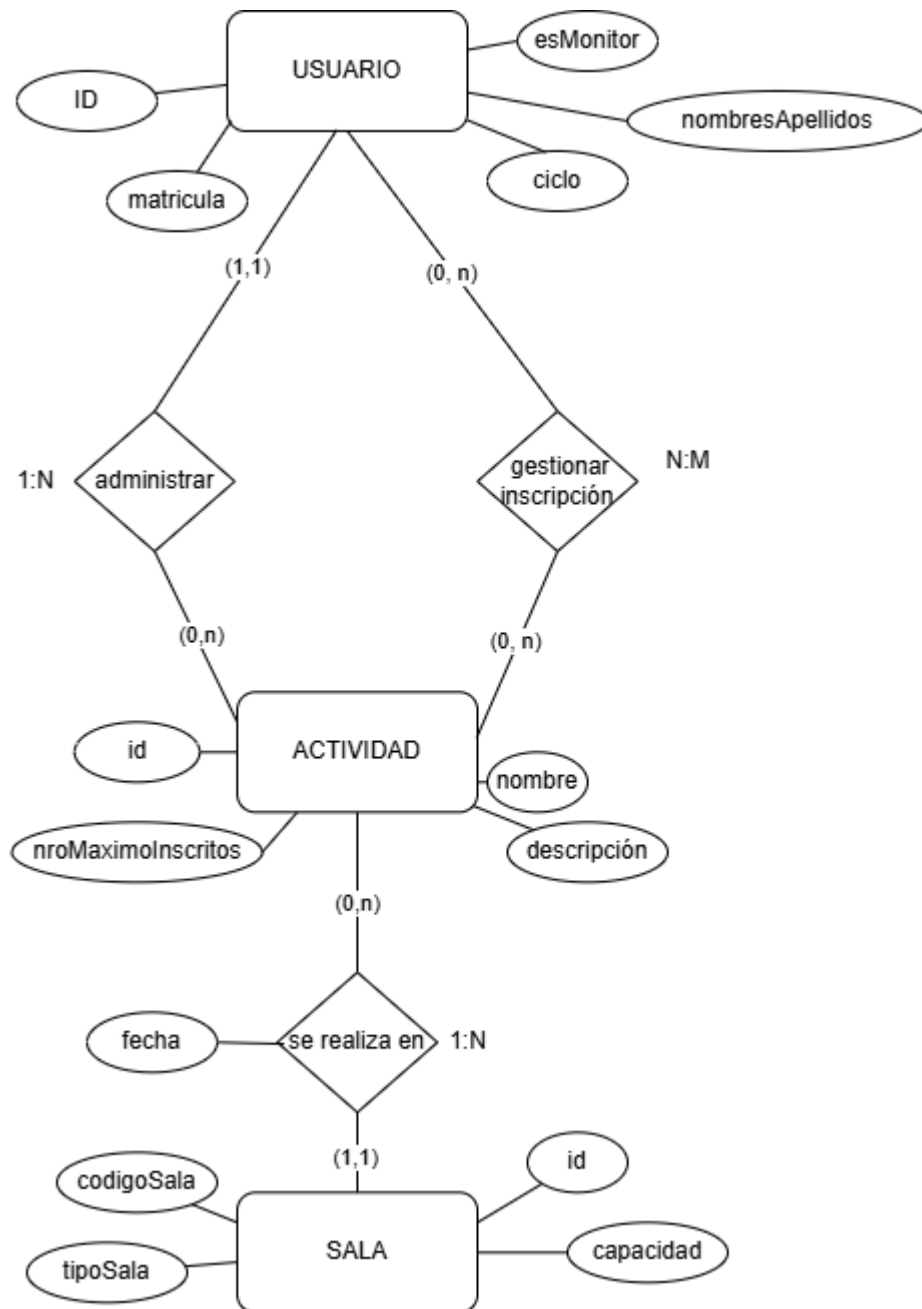 esMonitor
USUARIO
ID
nombresApellidos
matricula
ciclo
(1,1)
(0, n)
1:N
administrar
gestionar
inscripción
N:M
(0,n)
(0, n)
id
ACTIVIDAD
nombre
nroMaximoInscritos
descripción
(0,n)
fecha
se realiza en
1:N
(1,1)
codigoSala
id
SALA
tipoSala
capacidad